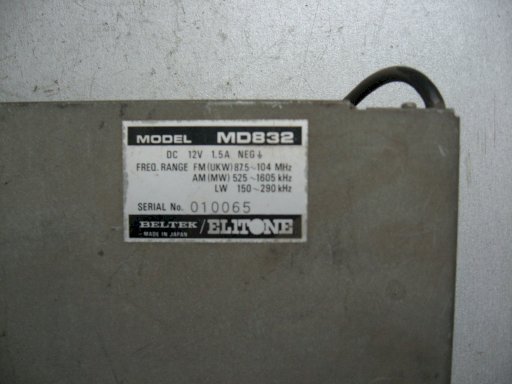 MODEL MD832
DC 12V 1.5A NEG ⏚
FREQ. RANGE FM(UKW) 87.5~104 MHz
AM(MW) 525~1605 kHz
LW 150~290 kHz
SERIAL No. 010065
BELTEK / ELITONE
- MADE IN JAPAN